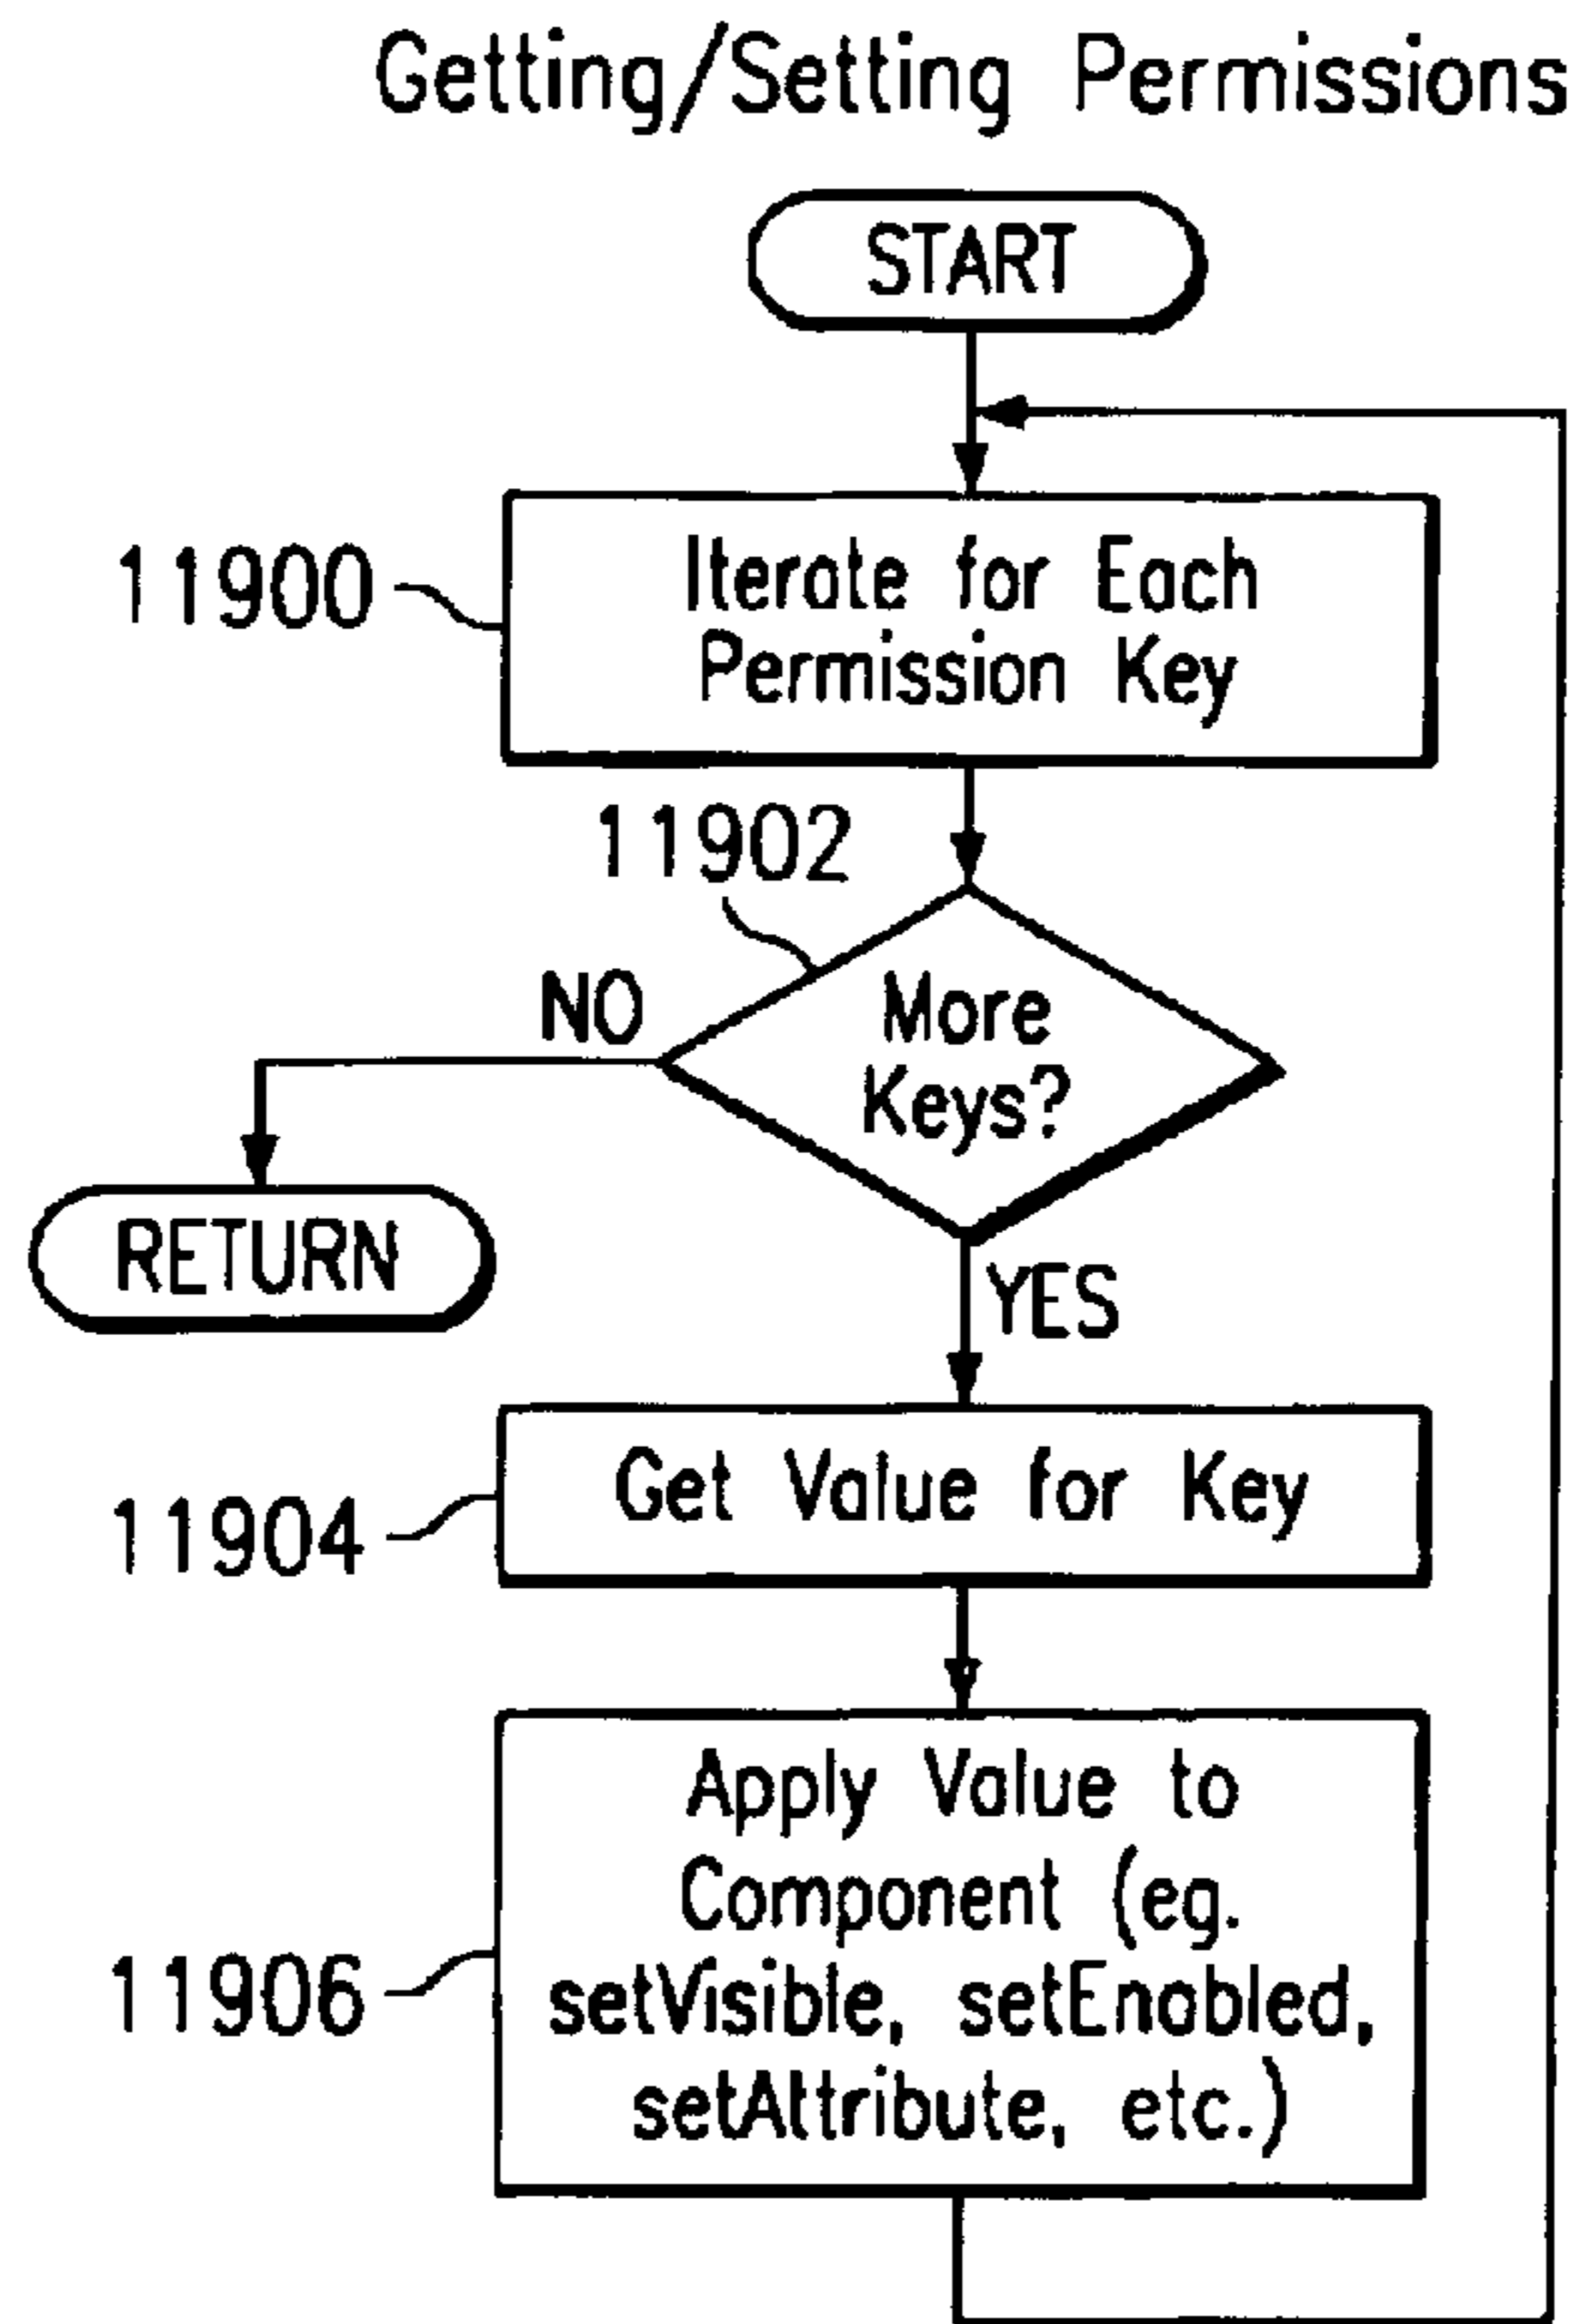 Getting/Setting Permissions
START
11900
Iterate for Each
Permission Key
11902
NO
More
Keys?
RETURN
YES
11904
Get Value for Key
11906
Apply Value to
Component (eg.
setVisible, setEnabled,
setAttribute, etc.)